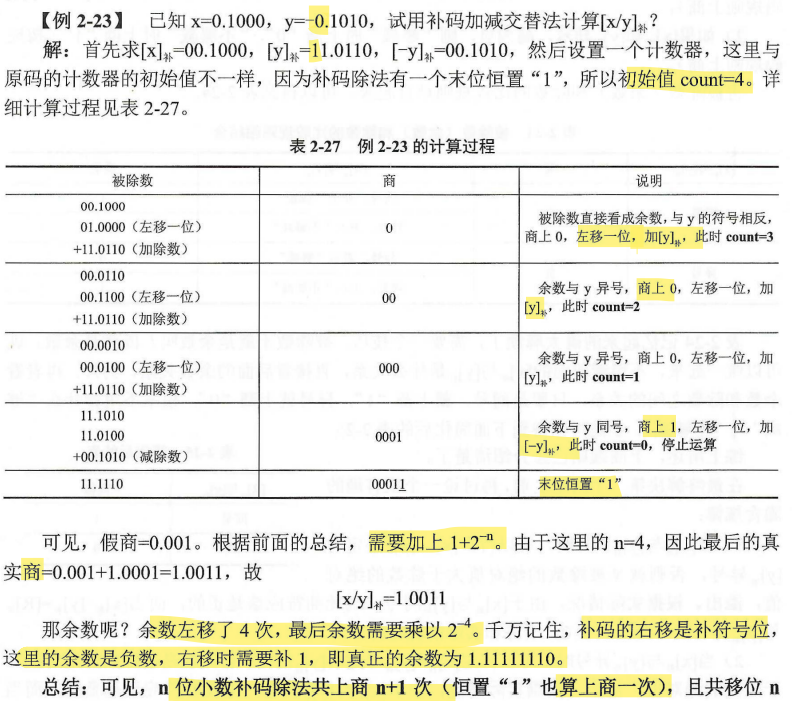 【例 2-23】 已知 x=0.1000，y=-0.1010，试用补码加减交替法计算[x/y]补？
解：首先求[x]补=00.1000，[y]补=11.0110，[-y]补=00.1010，然后设置一个计数器，这里与
原码的计数器的初始值不一样，因为补码除法有一个末位恒置“1”，所以初始值 count=4。详
细计算过程见表 2-27。
表 2-27 例 2-23 的计算过程
被除数 商 说明
00.1000
01.0000（左移一位） 0 被除数直接看成余数，与 y 的符号相反，
+11.0110（加除数） 商上 0，左移一位，加[y]补，此时 count=3
00.0110
00.1100（左移一位） 00 余数与 y 异号，商上 0，左移一位，加
+11.0110（加除数） [y]补，此时 count=2
00.0010
00.0100（左移一位） 000 余数与 y 异号，商上 0，左移一位，加
+11.0110（加除数） [y]补，此时 count=1
11.1010
11.0100 0001 余数与 y 同号，商上 1，左移一位，加
+00.1010（减除数） [-y]补，此时 count=0，停止运算
11.1110 00011 末位恒置“1”
可见，假商=0.001。根据前面的总结，需要加上 1+2⁻ⁿ。由于这里的 n=4，因此最后的真
实商=0.001+1.0001=1.0011，故
[x/y]补=1.0011
那余数呢？余数左移了 4 次，最后余数需要乘以 2⁻⁴。千万记住，补码的右移是补符号位，
这里的余数是负数，右移时需要补 1，即真正的余数为 1.11111110。
总结：可见，n 位小数补码除法共上商 n+1 次（恒置“1”也算上商一次），且共移位 n